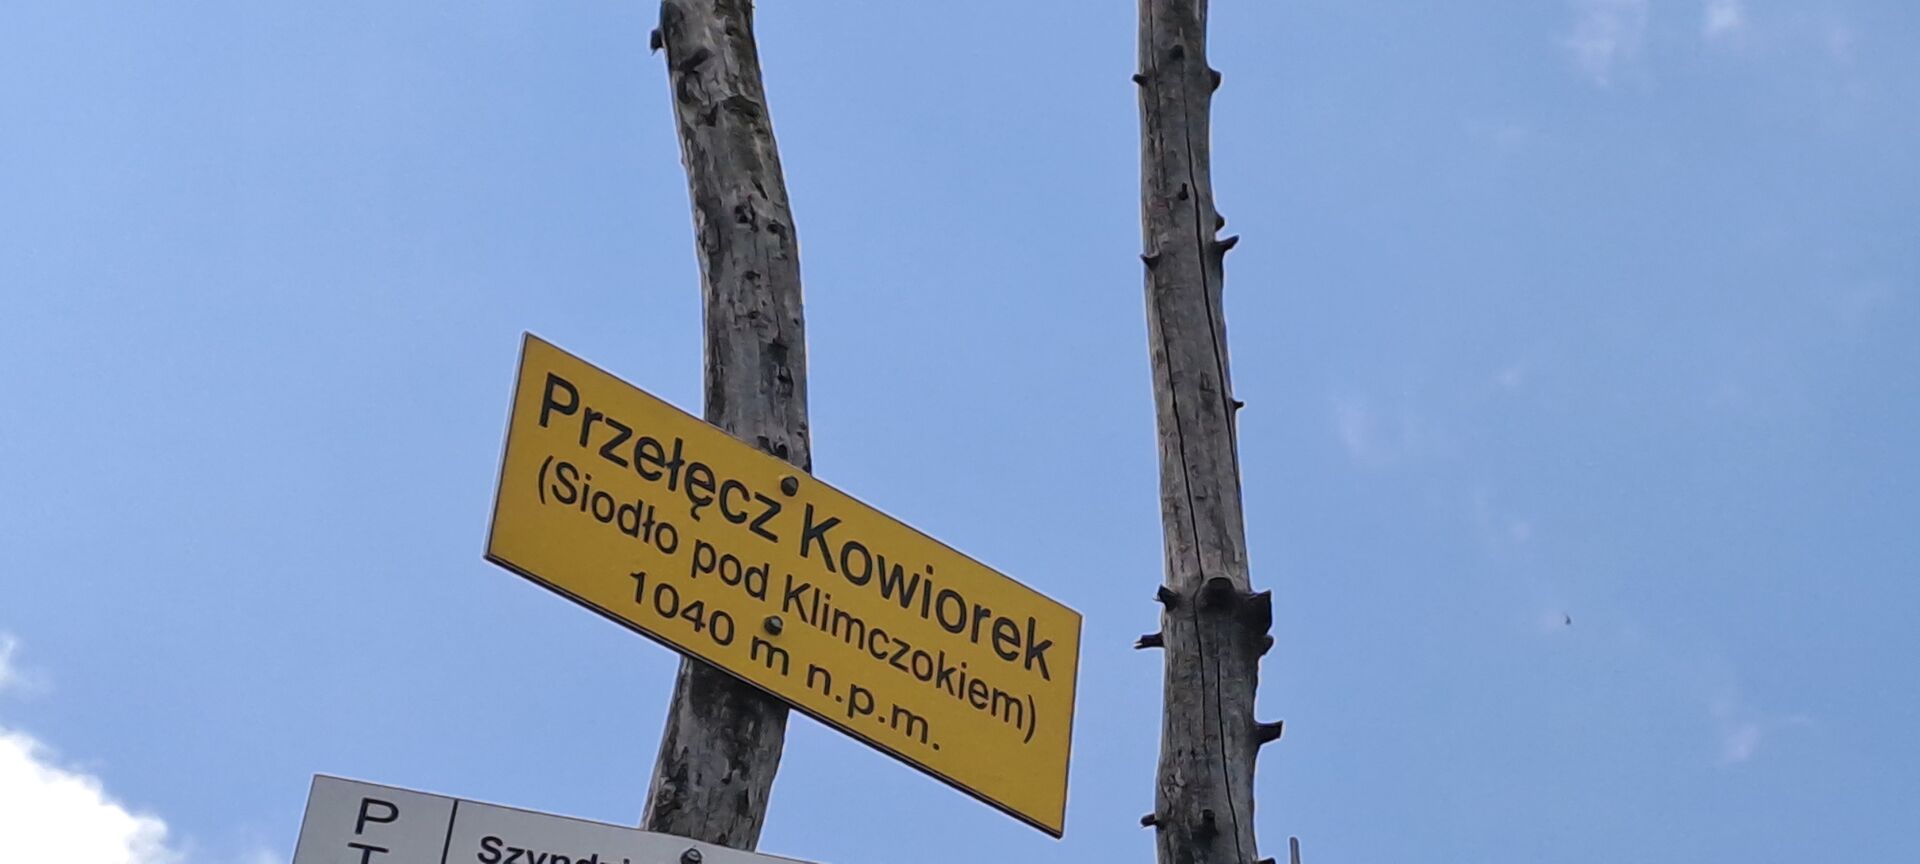 Przełęcz Kowiorek
(Siodło pod Klimczokiem)
1040 m n.p.m.
P
T